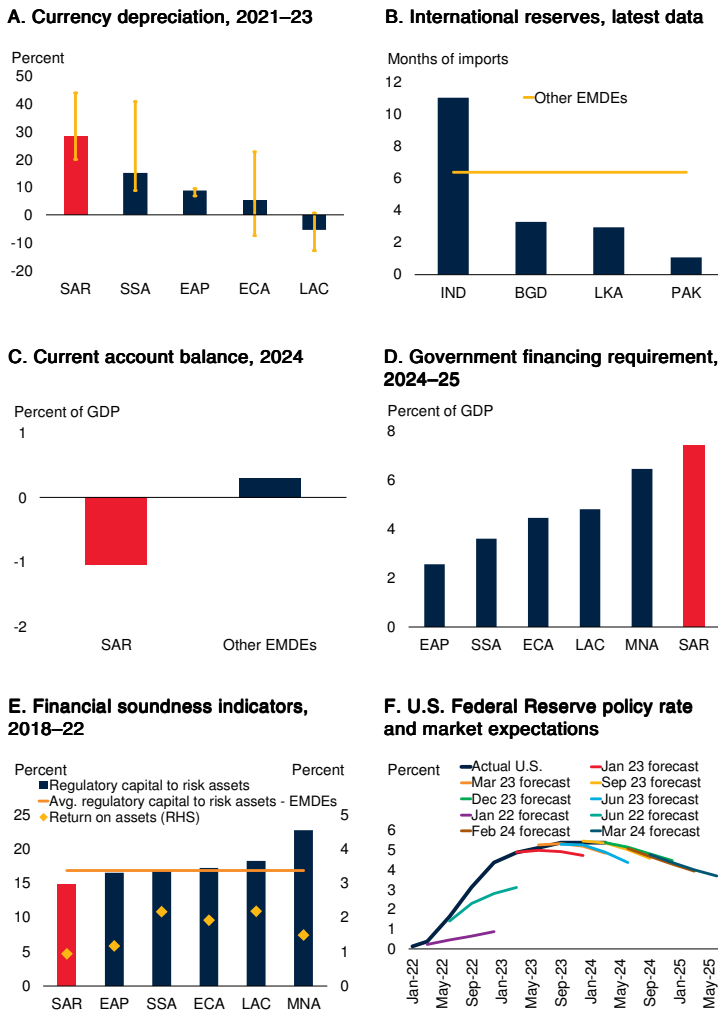 A. Currency depreciation, 2021–23
Percent
50
40
30
20
10
0
-10
-20
SAR SSA EAP ECA LAC
B. International reserves, latest data
Months of imports
12
10
8
6
4
2
0
Other EMDEs
IND BGD LKA PAK
C. Current account balance, 2024
Percent of GDP
1
0
-1
-2
SAR Other EMDEs
D. Government financing requirement,
2024–25
Percent of GDP
8
6
4
2
0
EAP SSA ECA LAC MNA SAR
E. Financial soundness indicators,
2018–22
Percent Percent
Regulatory capital to risk assets
Avg. regulatory capital to risk assets - EMDEs
Return on assets (RHS)
25 5
20 4
15 3
10 2
5 1
0 0
SAR EAP SSA ECA LAC MNA
F. U.S. Federal Reserve policy rate
and market expectations
Percent
Actual U.S. Jan 23 forecast
Mar 23 forecast Sep 23 forecast
Dec 23 forecast Jun 23 forecast
Jan 22 forecast Jun 22 forecast
Feb 24 forecast Mar 24 forecast
6
5
4
3
2
1
0
Jan-22 May-22 Sep-22 Jan-23 May-23 Sep-23 Jan-24 May-24 Sep-24 Jan-25 May-25